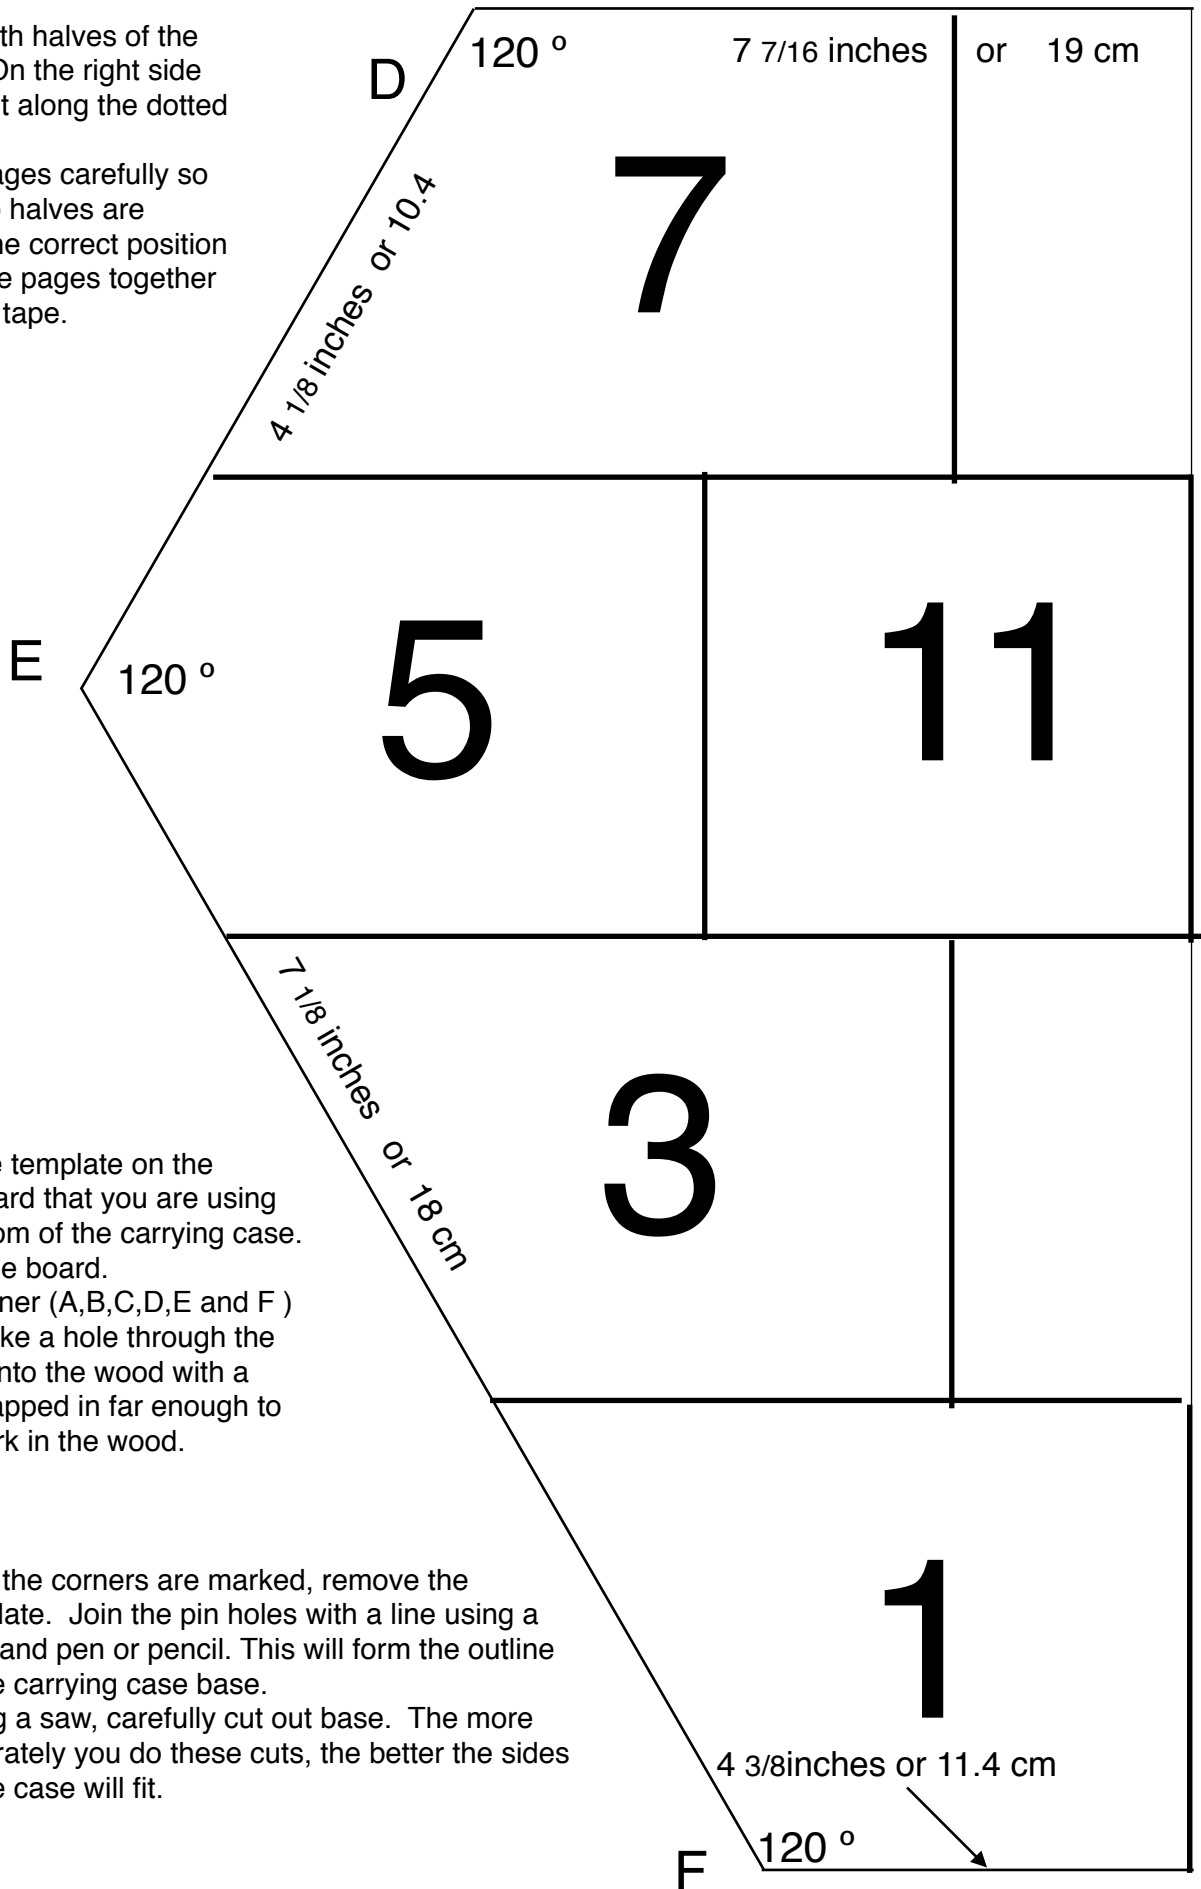 th halves of the
On the right side
t along the dotted
ages carefully so
o halves are
he correct position
e pages together
tape.
D
120 º
7 7/16 inches or 19 cm
4 1/8 inches or 10.4
7
E
120 º
5
11
7 1/8 inches or 18 cm
3
e template on the
ard that you are using
om of the carrying case.
e board.
ner (A,B,C,D,E and F )
ke a hole through the
nto the wood with a
apped in far enough to
rk in the wood.
the corners are marked, remove the
late. Join the pin holes with a line using a
and pen or pencil. This will form the outline
e carrying case base.
g a saw, carefully cut out base. The more
rately you do these cuts, the better the sides
e case will fit.
1
4 3/8inches or 11.4 cm
120 º
F